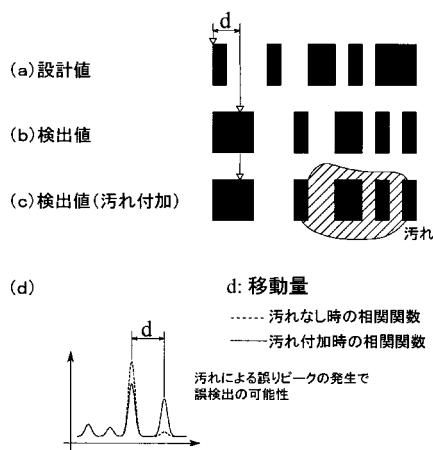 d
(a)設計値
(b)検出値
(c)検出値(汚れ付加)
汚れ
(d)
d: 移動量
汚れなし時の相関関数
汚れ付加時の相関関数
d
汚れによる誤りピークの発生で
誤検出の可能性